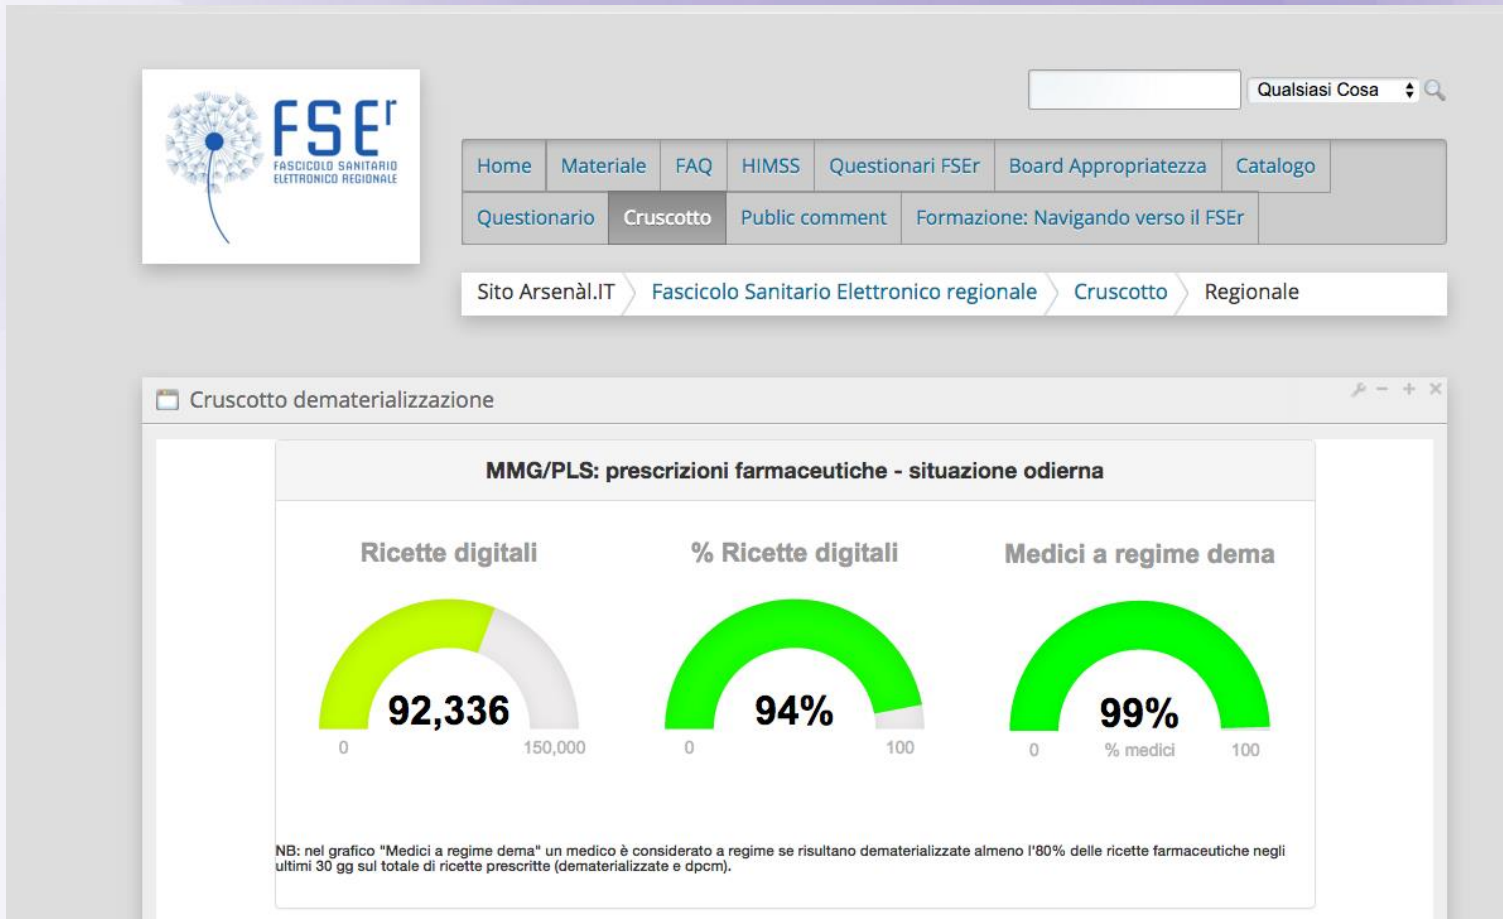 FSEr
FASCICOLO SANITARIO
ELETTRONICO REGIONALE
Qualsiasi Cosa
Home Materiale FAQ HIMSS Questionari FSEr Board Appropriatezza Catalogo
Questionario Cruscotto Public comment Formazione: Navigando verso il FSEr
Sito Arsenàl.IT Fascicolo Sanitario Elettronico regionale Cruscotto Regionale
Cruscotto dematerializzazione
MMG/PLS: prescrizioni farmaceutiche - situazione odierna
Ricette digitali % Ricette digitali Medici a regime dema
92,336 94% 99%
0 150,000 0 100 0 % medici 100
NB: nel grafico "Medici a regime dema" un medico è considerato a regime se risultano dematerializzate almeno l'80% delle ricette farmaceutiche negli
ultimi 30 gg sul totale di ricette prescritte (dematerializzate e dpcm).